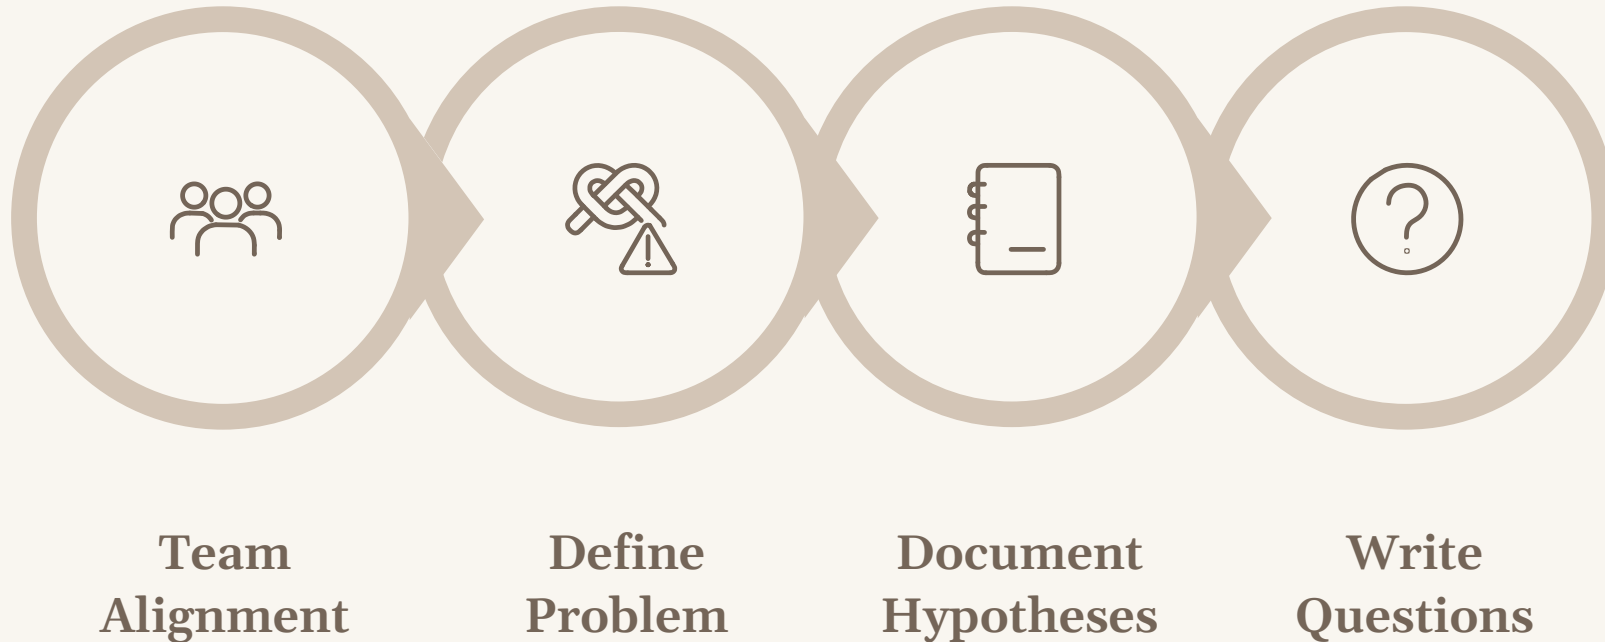 Team
Alignment
Define
Problem
Document
Hypotheses
Write
Questions